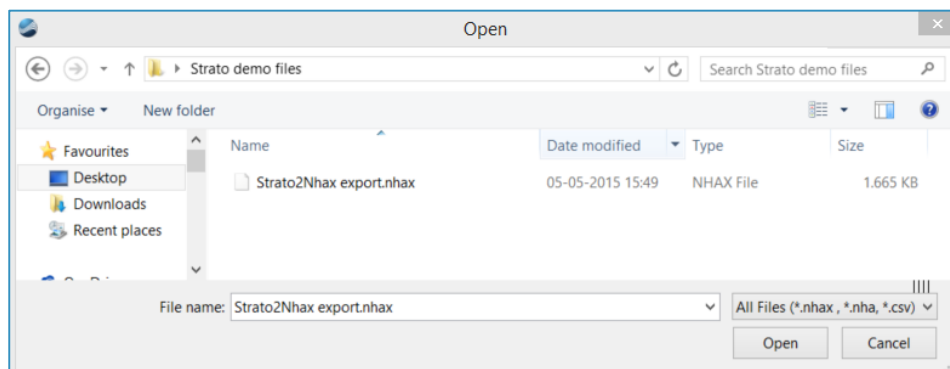 Open
Strato demo files
Search Strato demo files
Organise
New folder
Name
Date modified
Type
Size
Favourites
Desktop
Downloads
Recent places
Strato2Nhax export.nhax
05-05-2015 15:49
NHAX File
1.665 KB
File name:
Strato2Nhax export.nhax
All Files (*.nhax , *.nha, *.csv)
Open
Cancel